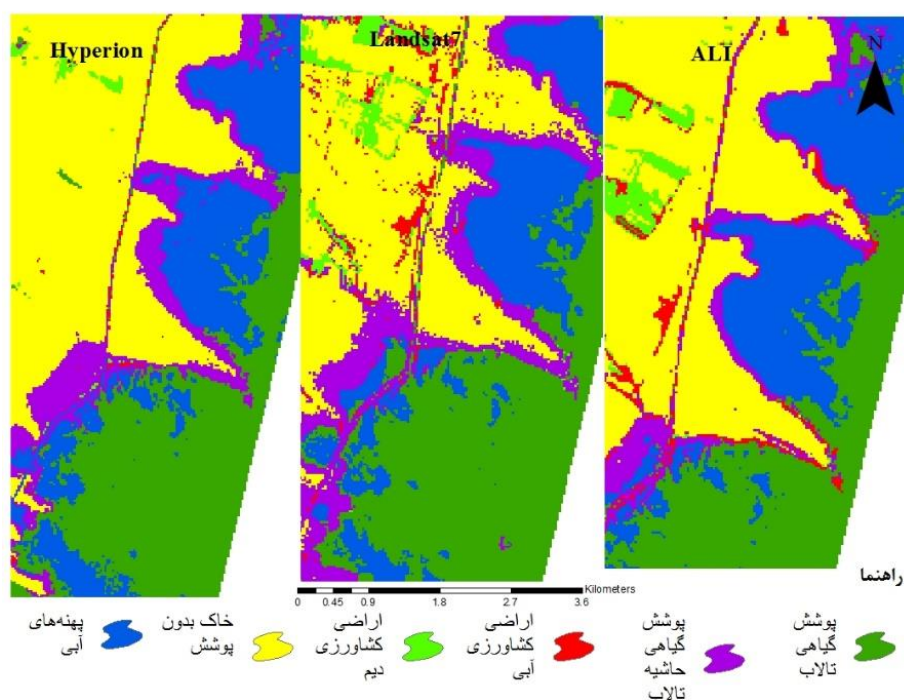 Hyperion
Landsat7
ALI
N
راهنما
Kilometers
0 0.45 0.9 1.8 2.7 3.6
پوشش
گیاهی
تالاب
پوشش
گیاهی
حاشیه
تالاب
اراضی
کشاورزی
آبی
اراضی
کشاورزی
دیم
خاک بدون
پوشش
پهنه‌های
آبی